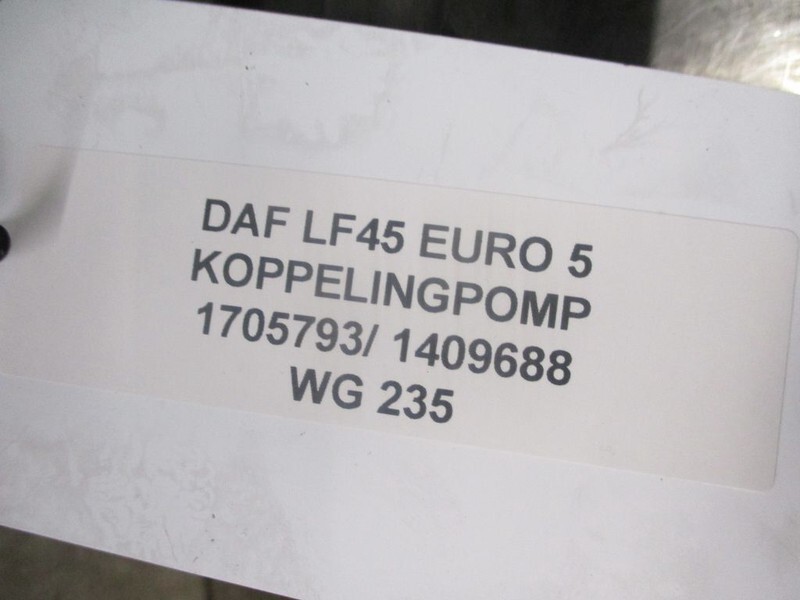 DAF LF45 EURO 5
KOPPELINGPOMP
1705793/ 1409688
WG 235